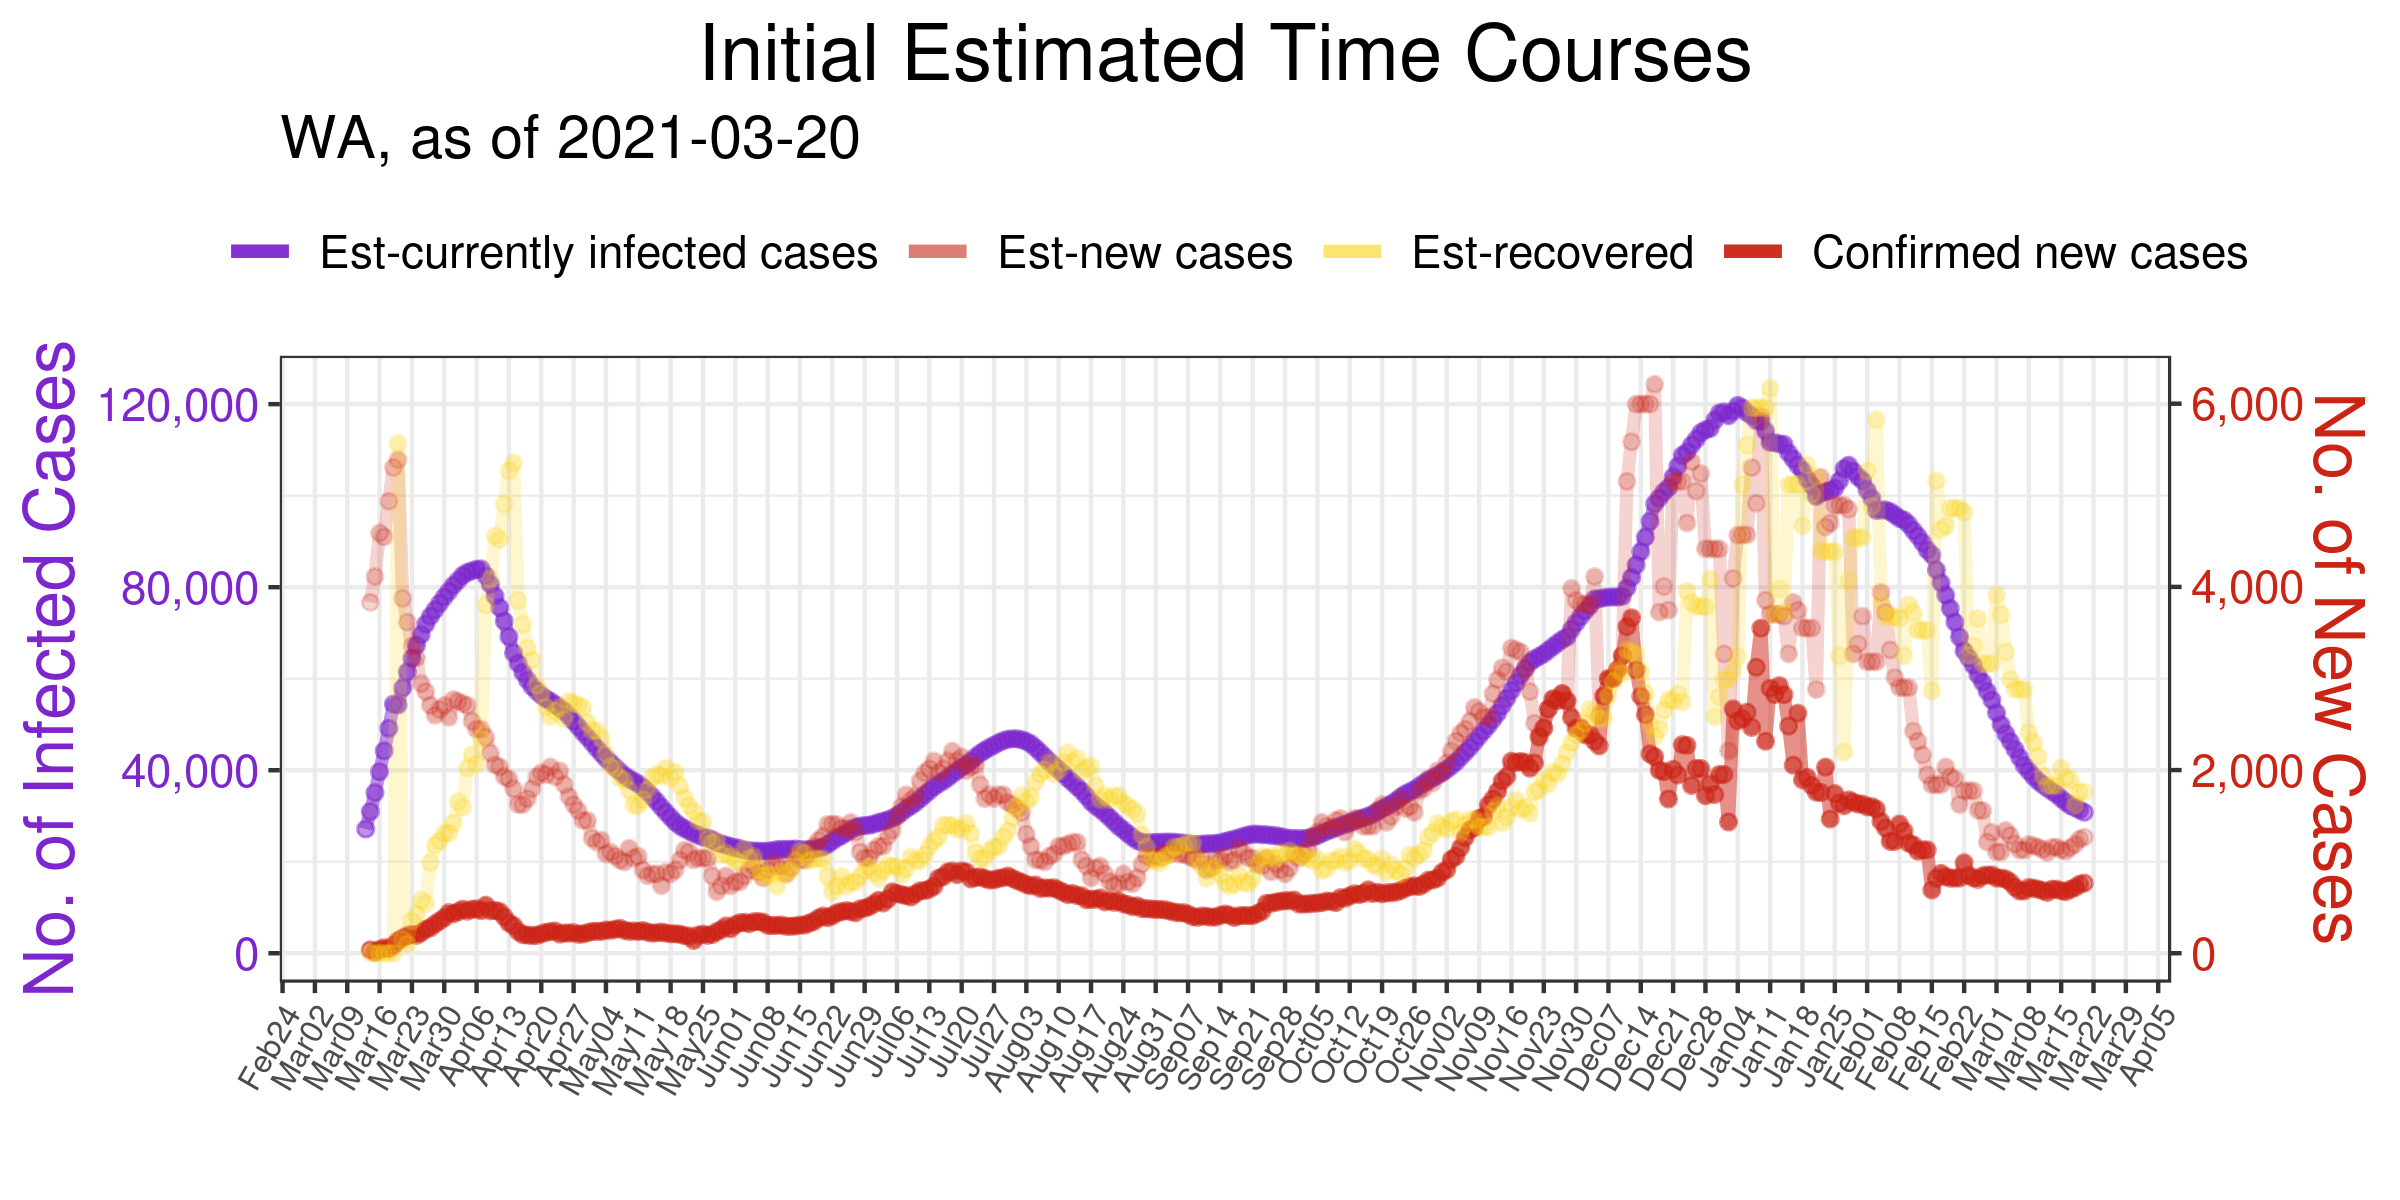 Initial Estimated Time Courses
WA, as of 2021-03-20
Est-currently infected cases Est-new cases Est-recovered Confirmed new cases
No. of Infected Cases
120,000
80,000
40,000
0
6,000
4,000
2,000
0
No. of New Cases
Feb24 Mar02 Mar09 Mar16 Mar23 Mar30 Apr06 Apr13 Apr20 Apr27 May04 May11 May18 May25 Jun01 Jun08 Jun15 Jun22 Jun29 Jul06 Jul13 Jul20 Jul27 Aug03 Aug10 Aug17 Aug24 Aug31 Sep07 Sep14 Sep21 Sep28 Oct05 Oct12 Oct19 Oct26 Nov02 Nov09 Nov16 Nov23 Nov30 Dec07 Dec14 Dec21 Dec28 Jan04 Jan11 Jan18 Jan25 Feb01 Feb08 Feb15 Feb22 Mar01 Mar08 Mar15 Mar22 Mar29 Apr05